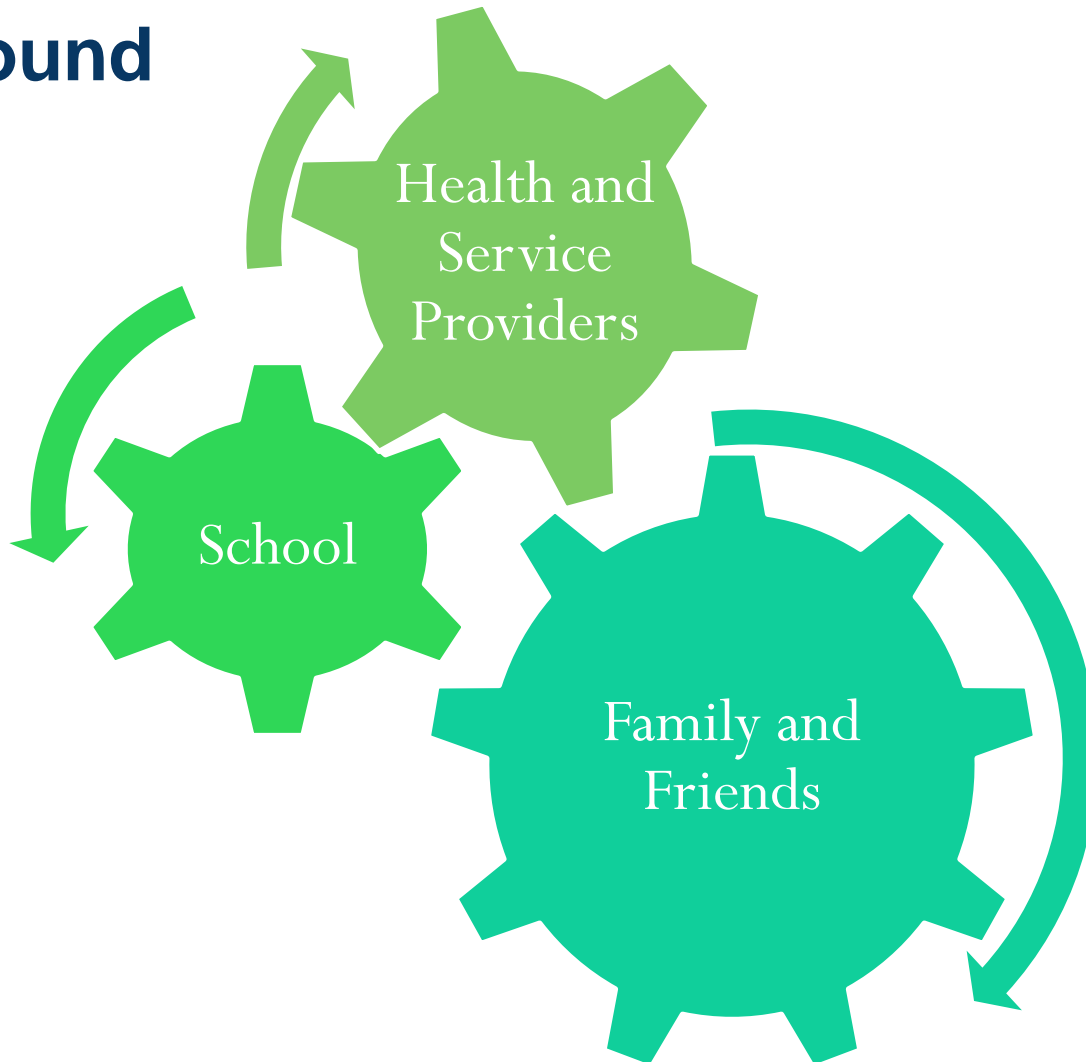 ound
Health and
Service
Providers
School
Family and
Friends